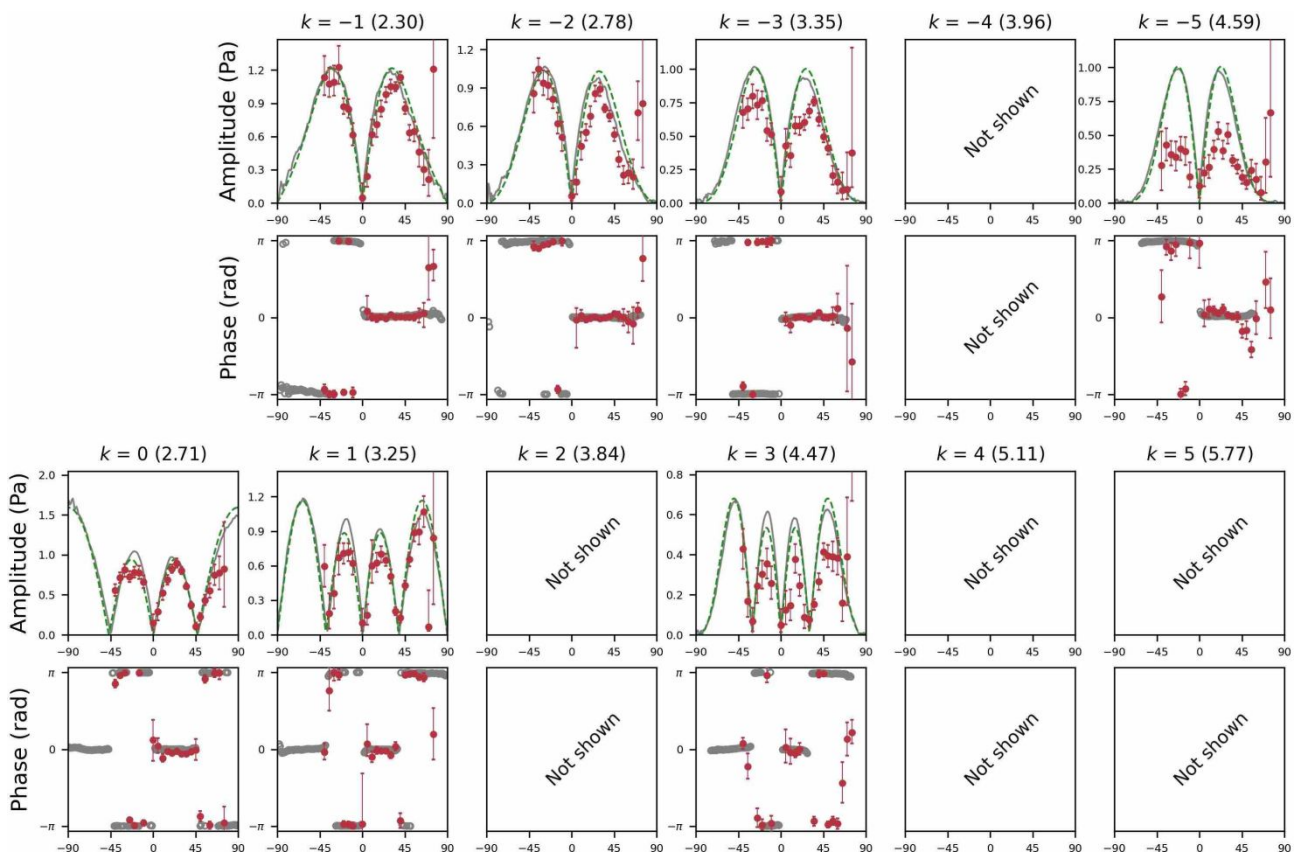 k = −1 (2.30) k = −2 (2.78) k = −3 (3.35) k = −4 (3.96) k = −5 (4.59)
Amplitude (Pa)
1.2 1.2 1.00
0.9 0.9 0.75 1.00
0.6 0.6 0.50 0.75
0.3 0.3 0.25 0.50
0.0 0.0 0.00 0.25
0.00
Not shown
−90 −45 0 45 90 −90 −45 0 45 90 −90 −45 0 45 90 −90 −45 0 45 90 −90 −45 0 45 90
Phase (rad)
π π π π
0 0 0 0
−π −π −π −π
Not shown
−90 −45 0 45 90 −90 −45 0 45 90 −90 −45 0 45 90 −90 −45 0 45 90 −90 −45 0 45 90
k = 0 (2.71) k = 1 (3.25) k = 2 (3.84) k = 3 (4.47) k = 4 (5.11) k = 5 (5.77)
Amplitude (Pa)
2.0 0.8
1.5 1.2 0.6
1.0 0.9 0.4
0.5 0.6 0.2
0.0 0.3 0.0
0.0
Not shown Not shown Not shown
−90 −45 0 45 90 −90 −45 0 45 90 −90 −45 0 45 90 −90 −45 0 45 90 −90 −45 0 45 90 −90 −45 0 45 90
Phase (rad)
π π π
0 0 0
−π −π −π
Not shown Not shown Not shown
−90 −45 0 45 90 −90 −45 0 45 90 −90 −45 0 45 90 −90 −45 0 45 90 −90 −45 0 45 90 −90 −45 0 45 90